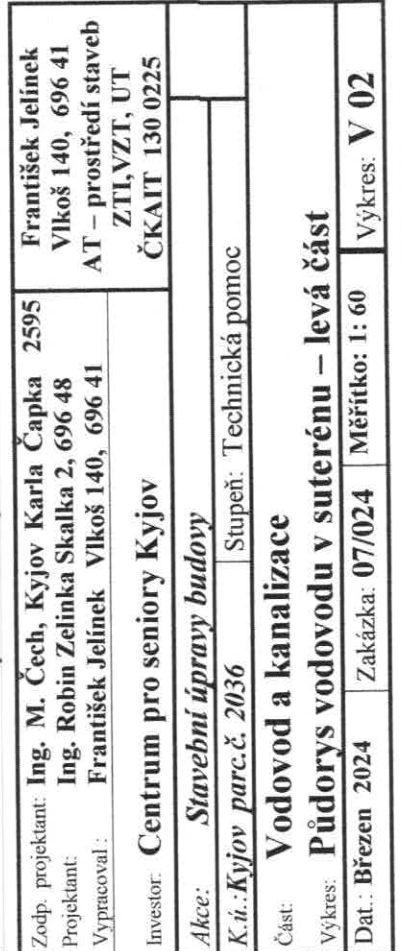 Zodp. projektant: Ing. M. Čech, Kyjov Karla Čapka 2595
Projektant: Ing. Robin Zelinka Skalka 2, 696 48
Vypracoval : František Jelínek Vlkoš 140, 696 41
František Jelínek
Vlkoš 140, 696 41
AT – prostředí staveb
ZTI,VZT, UT
ČKAIT 130 0225
Investor: Centrum pro seniory Kyjov
Akce: Stavební úpravy budovy
K.ú.:Kyjov parc.č. 2036
Stupeň: Technická pomoc
Část: Vodovod a kanalizace
Výkres: Půdorys vodovodu v suterénu – levá část
Dat.: Březen 2024
Zakázka: 07/024
Měřítko: 1: 60
Výkres: V 02